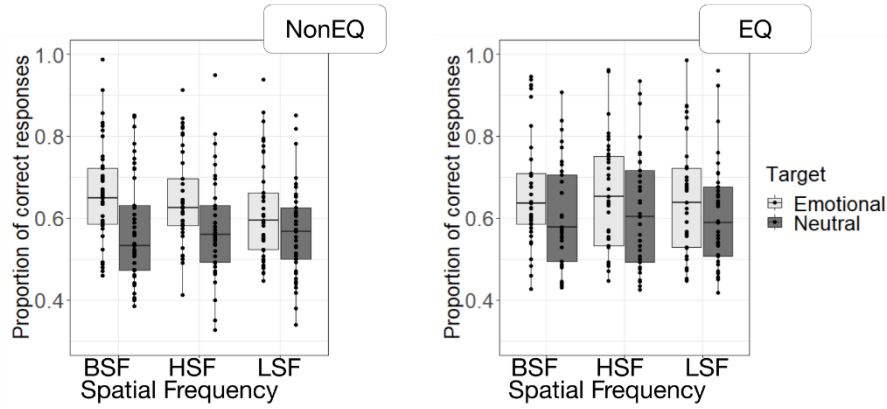 NonEQ
Proportion of correct responses
1.0
0.8
0.6
0.4
BSF HSF LSF
Spatial Frequency
EQ
Proportion of correct responses
1.0
0.8
0.6
0.4
BSF HSF LSF
Spatial Frequency
Target
Emotional
Neutral